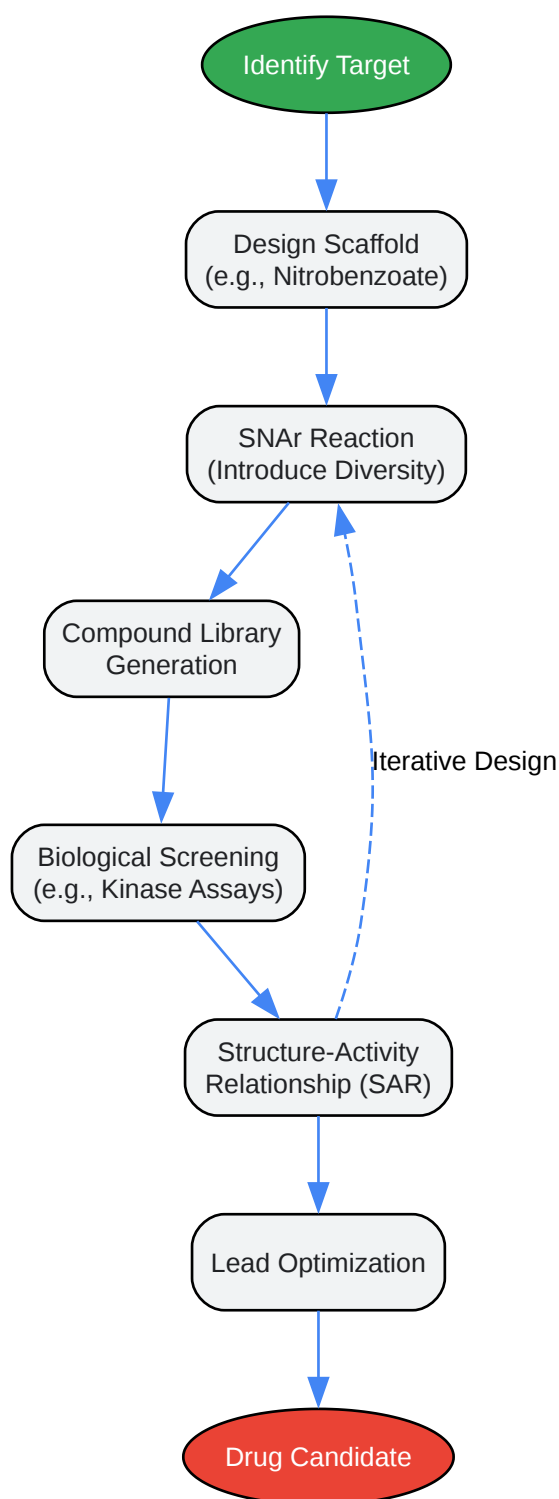 Identify Target
Design Scaffold
(e.g., Nitrobenzoate)
SNAr Reaction
(Introduce Diversity)
Compound Library
Generation
Iterative Design
Biological Screening
(e.g., Kinase Assays)
Structure-Activity
Relationship (SAR)
Lead Optimization
Drug Candidate